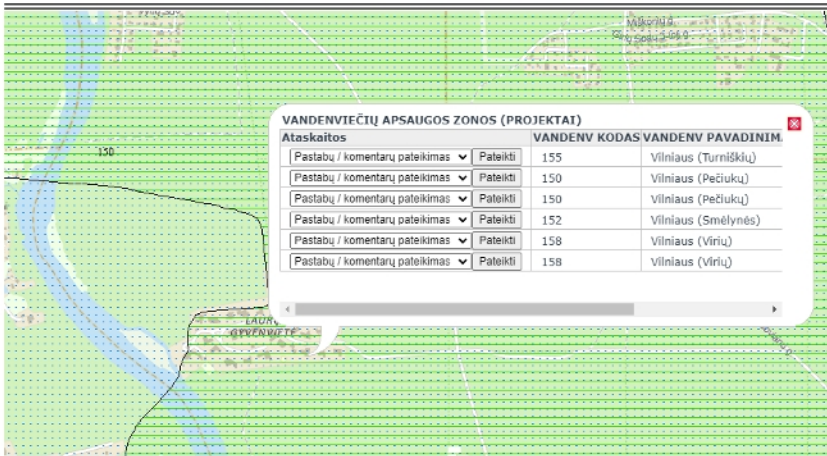 Miškonių g.
VANDENVIEČIŲ APSAUGOS ZONOS (PROJEKTAI)
Ataskaitos VANDENV KODAS VANDENV PAVADINIM
Pastabų / komentarų pateikimas Pateikti 155 Vilniaus (Turniškių)
Pastabų / komentarų pateikimas Pateikti 150 Vilniaus (Pečiukų)
Pastabų / komentarų pateikimas Pateikti 150 Vilniaus (Pečiukų)
Pastabų / komentarų pateikimas Pateikti 152 Vilniaus (Smėlynės)
Pastabų / komentarų pateikimas Pateikti 158 Vilniaus (Virių)
Pastabų / komentarų pateikimas Pateikti 158 Vilniaus (Virių)
150
GYVENVIETĖ